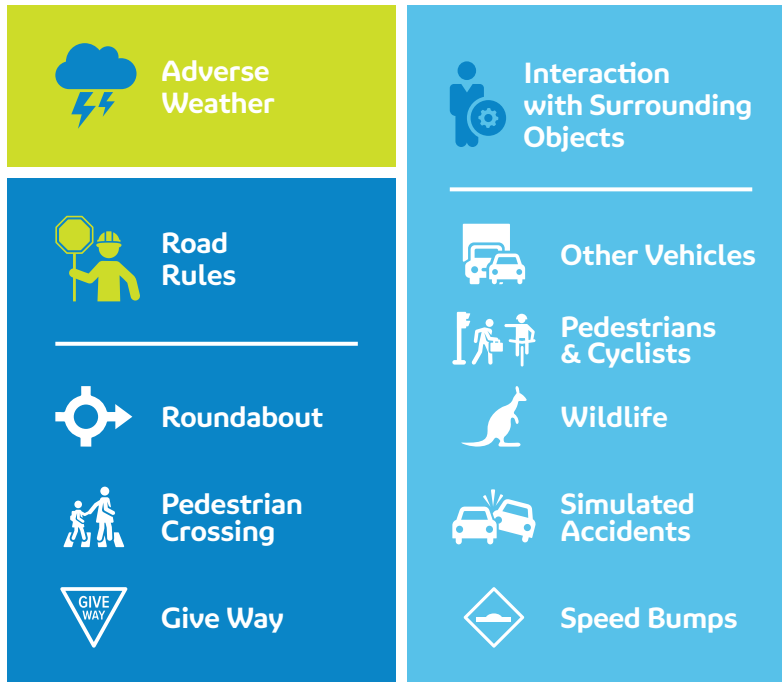 Adverse
Weather
Road
Rules
Roundabout
Pedestrian
Crossing
GIVE
WAY
Give Way
Interaction
with Surrounding
Objects
Other Vehicles
Pedestrians
& Cyclists
Wildlife
Simulated
Accidents
Speed Bumps